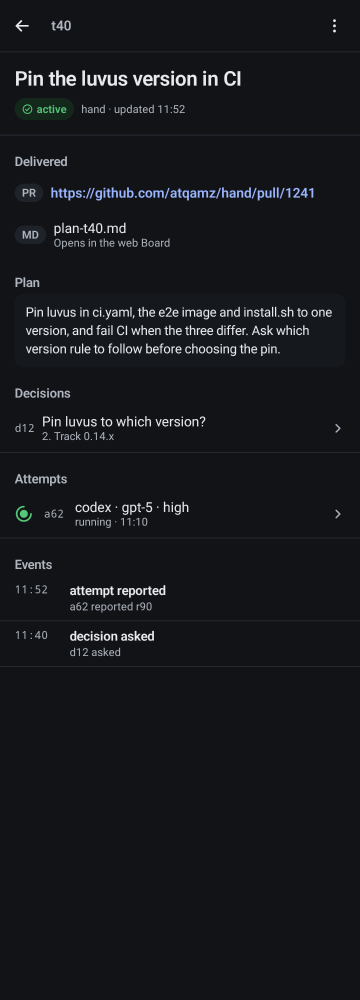 t40
Pin the luvus version in CI
active
hand · updated 11:52
Delivered
PR https://github.com/atqamz/hand/pull/1241
MD plan-t40.md
Opens in the web Board
Plan
Pin luvus in ci.yaml, the e2e image and install.sh to one
version, and fail CI when the three differ. Ask which
version rule to follow before choosing the pin.
Decisions
d12 Pin luvus to which version?
2. Track 0.14.x
Attempts
a62 codex · gpt-5 · high
running · 11:10
Events
11:52 attempt reported
a62 reported r90
11:40 decision asked
d12 asked